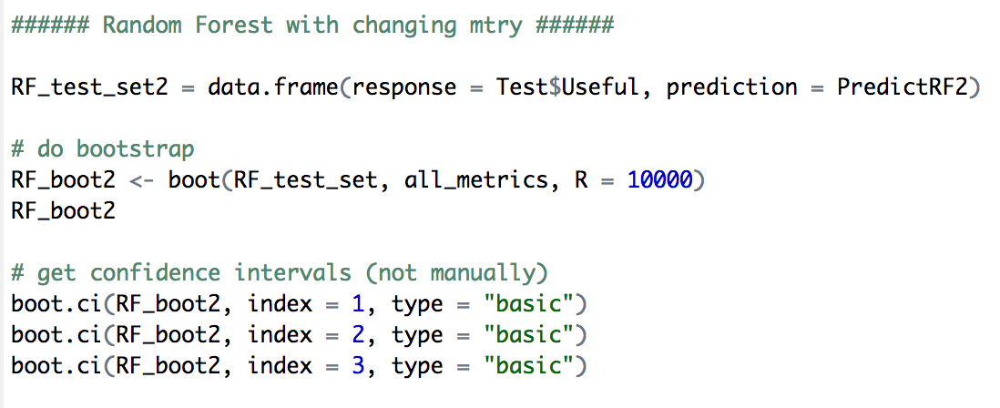 ###### Random Forest with changing mtry ######
RF_test_set2 = data.frame(response = Test$Useful, prediction = PredictRF2)
# do bootstrap
RF_boot2 <- boot(RF_test_set, all_metrics, R = 10000)
RF_boot2
# get confidence intervals (not manually)
boot.ci(RF_boot2, index = 1, type = "basic")
boot.ci(RF_boot2, index = 2, type = "basic")
boot.ci(RF_boot2, index = 3, type = "basic")